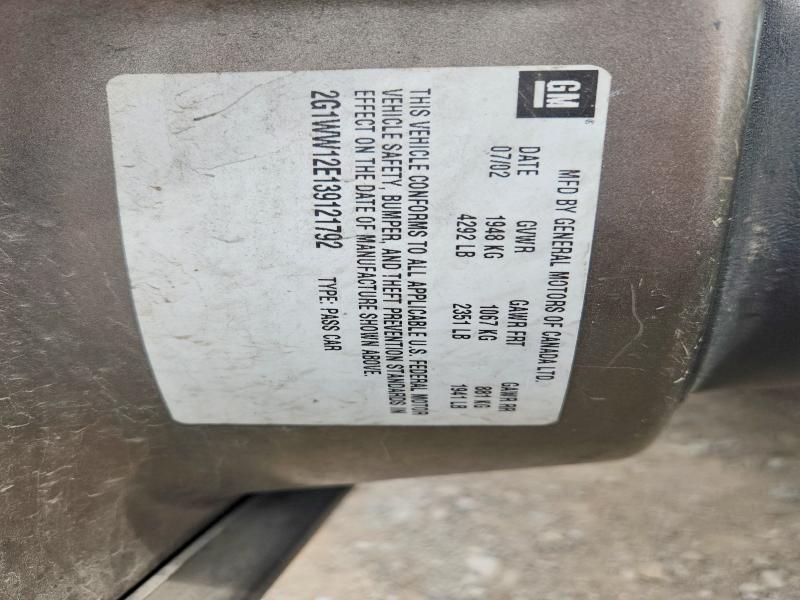 GM
MFD BY GENERAL MOTORS OF CANADA LTD.
DATE GVWR GAWR FRT GAWR RR
07/02 1948 KG 1067 KG 881 KG
4292 LB 2351 LB 1941 LB
THIS VEHICLE CONFORMS TO ALL APPLICABLE U.S. FEDERAL MOTOR
VEHICLE SAFETY, BUMPER, AND THEFT PREVENTION STANDARDS IN
EFFECT ON THE DATE OF MANUFACTURE SHOWN ABOVE.
2G1WW12E139121792 TYPE: PASS CAR